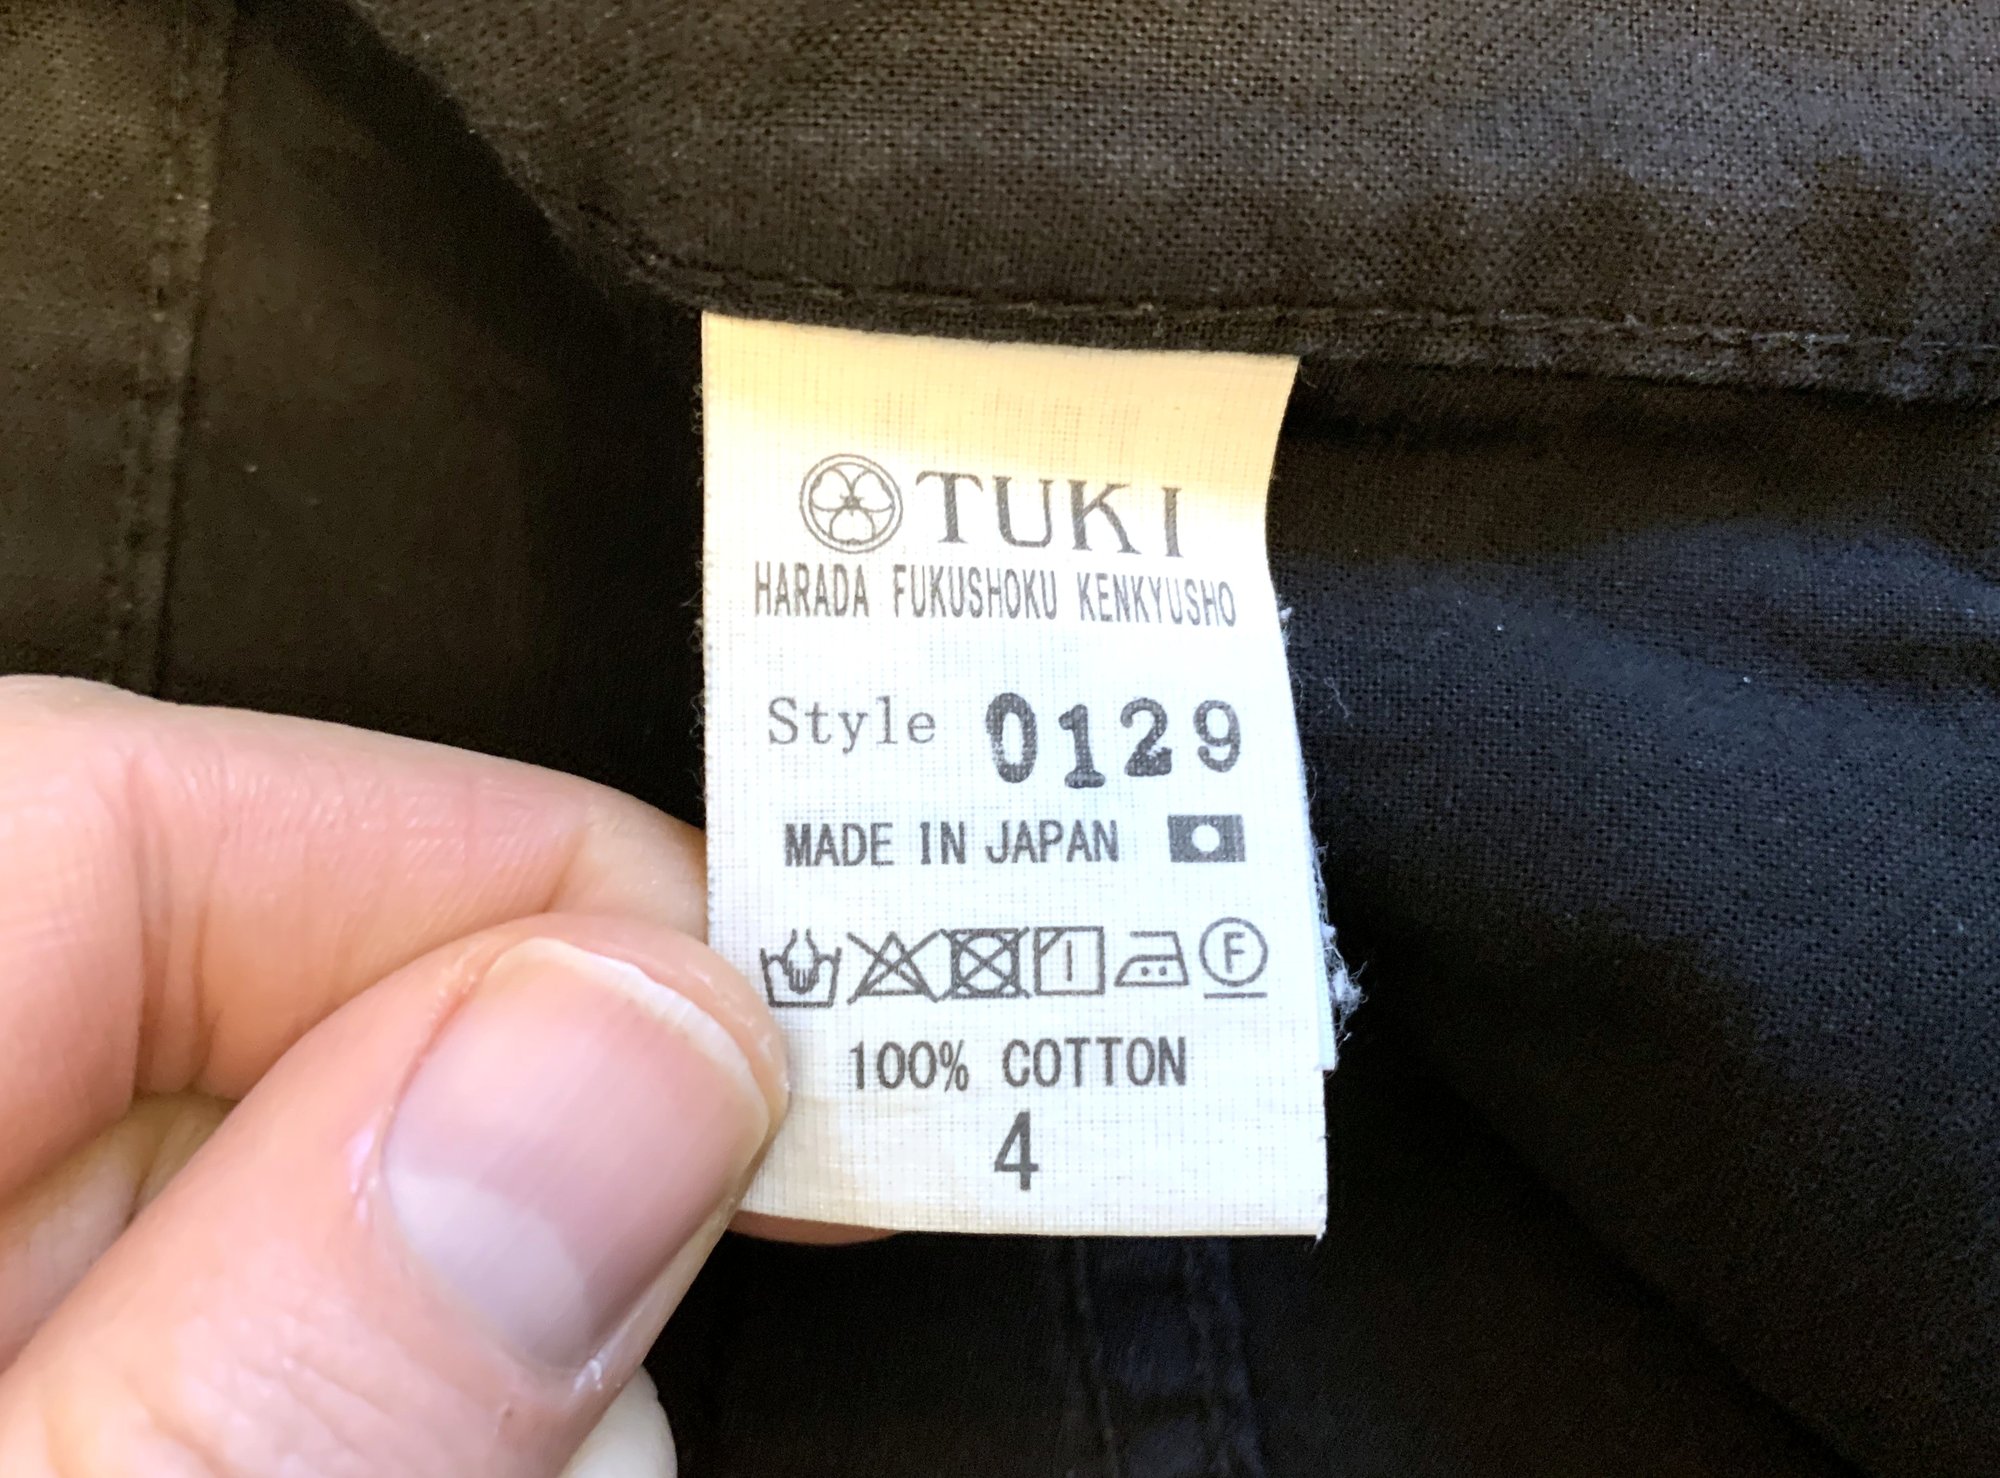 TUKI
HARADA FUKUSHOKU KENKYUSHO
Style 0129
MADE IN JAPAN
F
100% COTTON
4